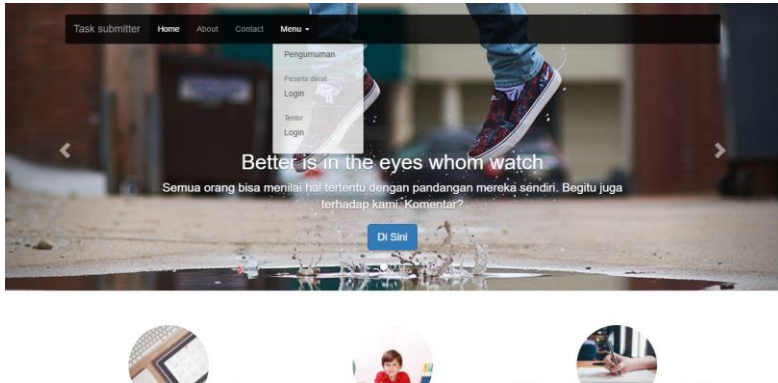 Task submitter Home About Contact Menu
Pengumuman
Peserta diklat
Login
Tentor
Login
Better is in the eyes whom watch
Semua orang bisa menilai hal tertentu dengan pandangan mereka sendiri. Begitu juga
terhadap kami. Komentar?
Di Sini